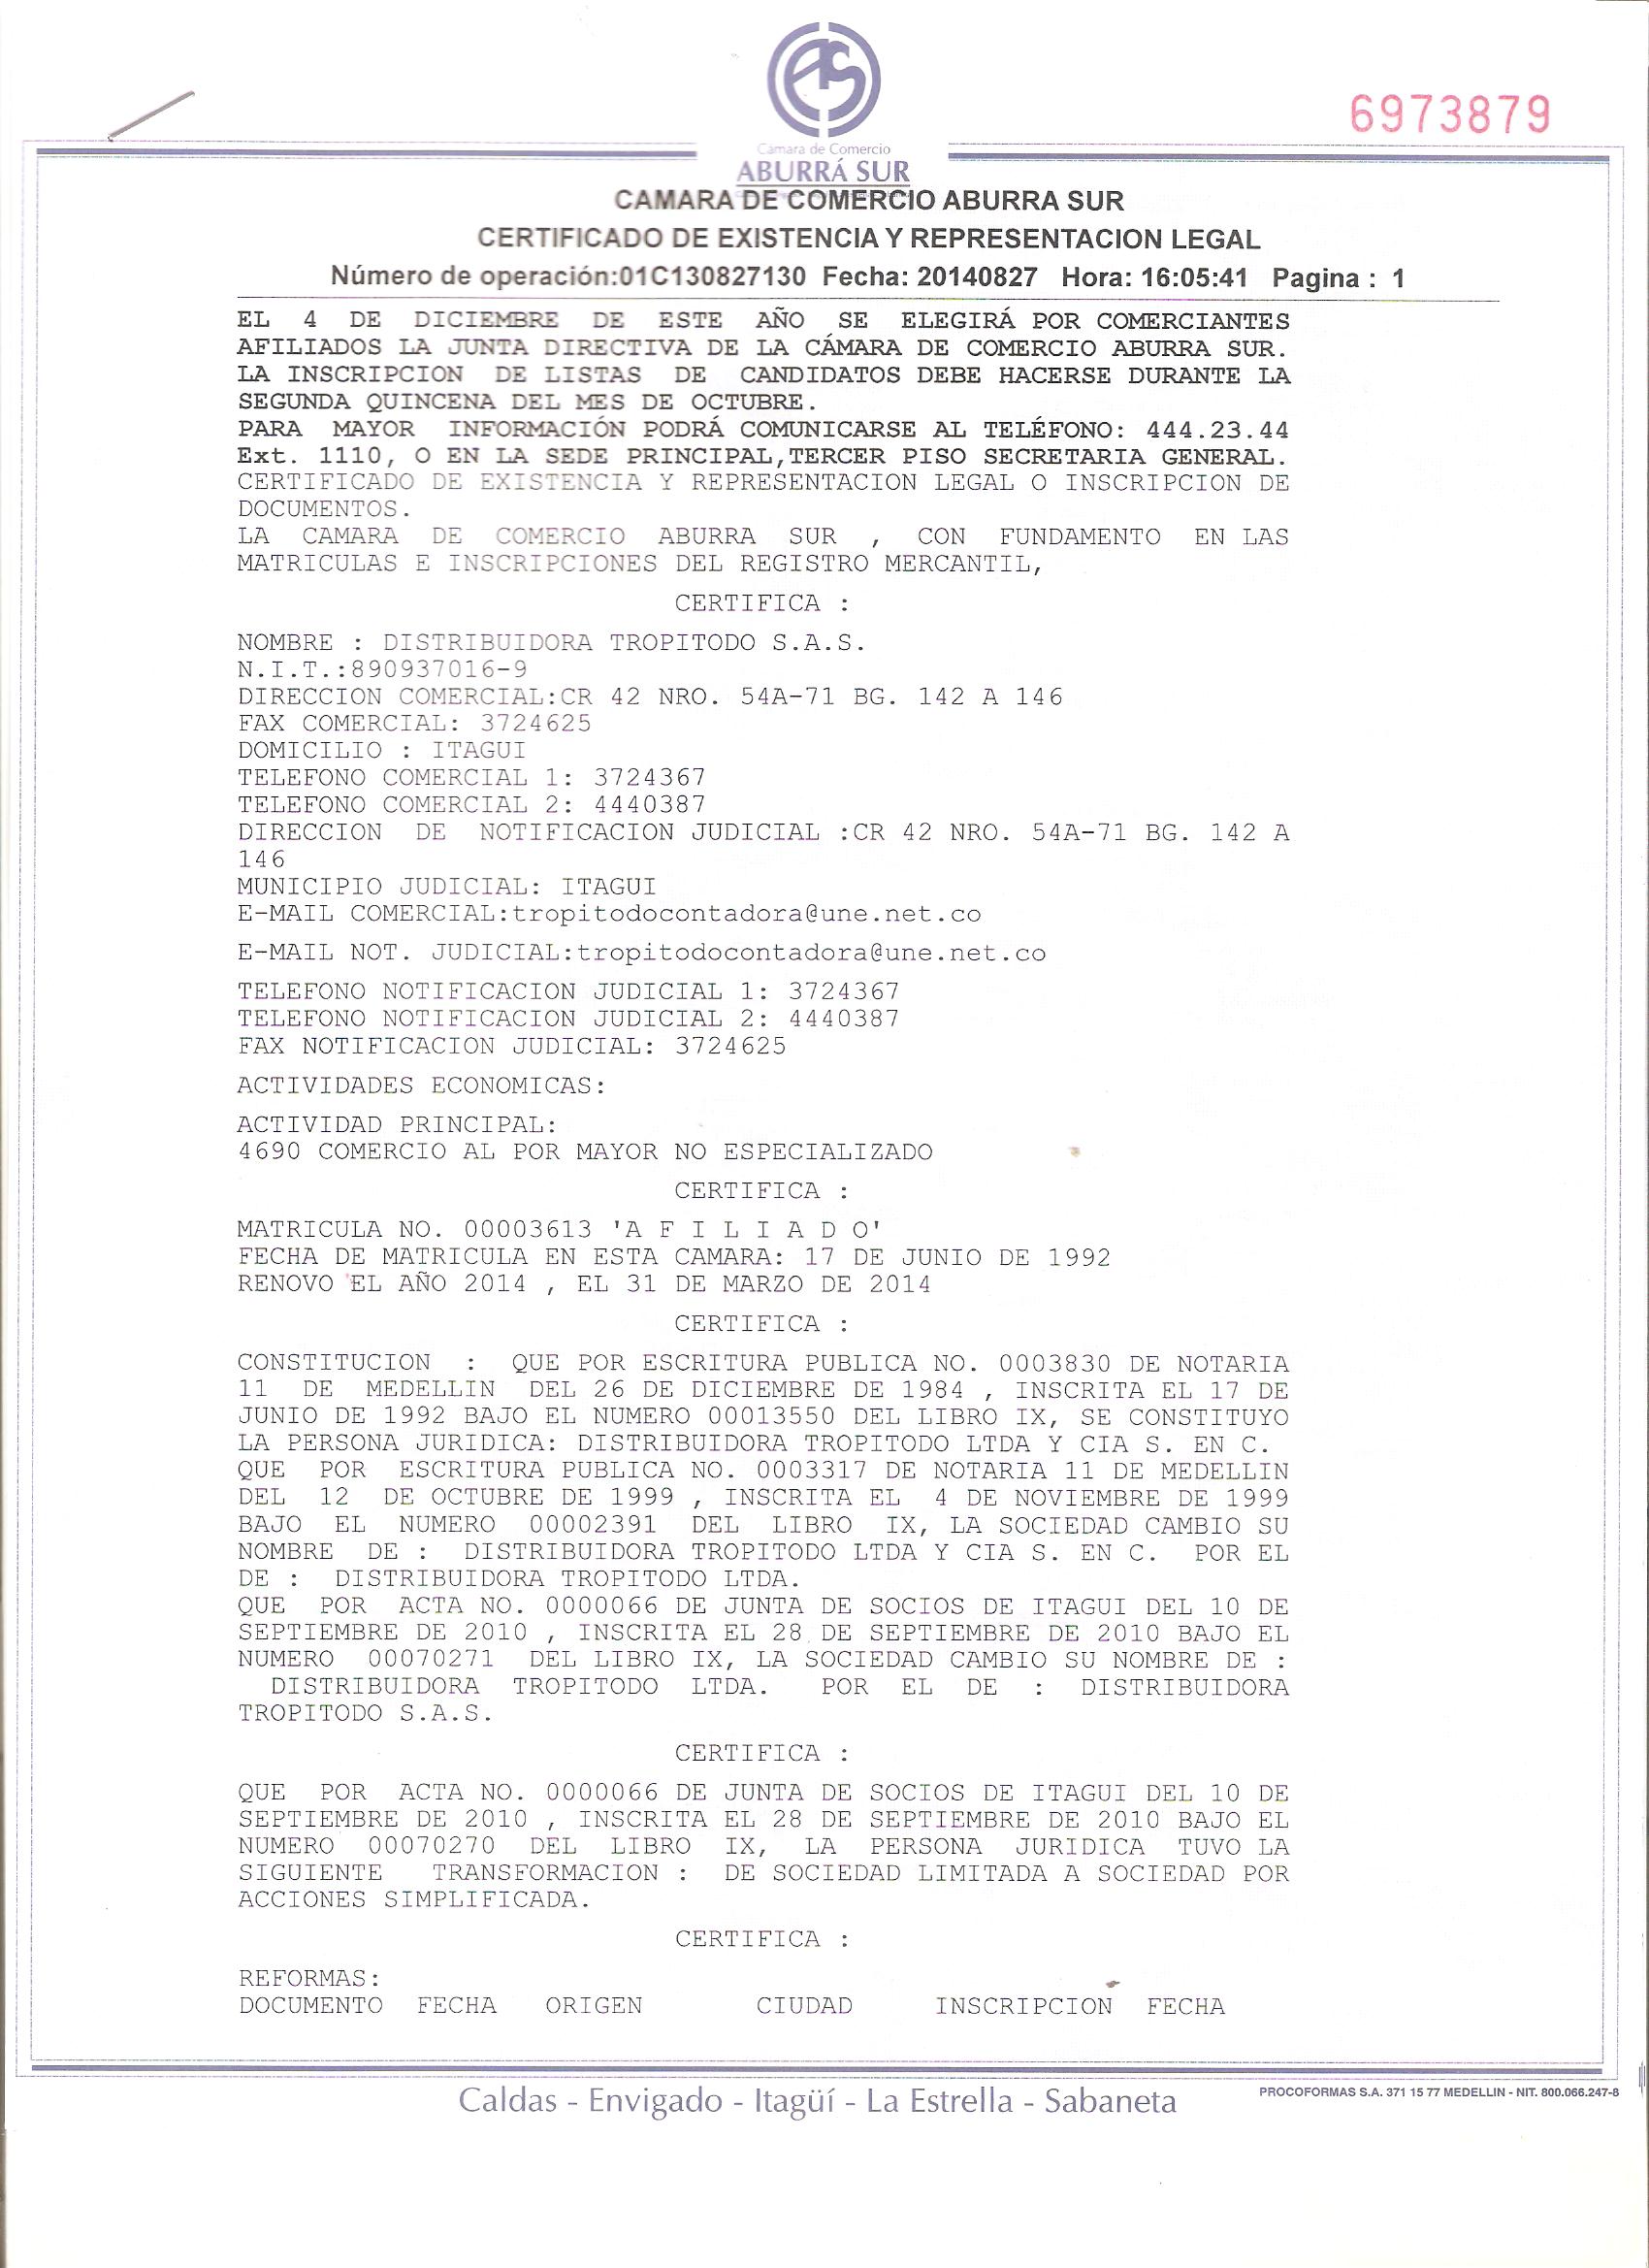 6973879
Cámara de Comercio
ABURRÁ SUR
CAMARA DE COMERCIO ABURRA SUR
CERTIFICADO DE EXISTENCIA Y REPRESENTACION LEGAL
Número de operación:01C130827130 Fecha: 20140827 Hora: 16:05:41 Pagina : 1
EL 4 DE DICIEMBRE DE ESTE AÑO SE ELEGIRÁ POR COMERCIANTES
AFILIADOS LA JUNTA DIRECTIVA DE LA CÁMARA DE COMERCIO ABURRA SUR.
LA INSCRIPCION DE LISTAS DE CANDIDATOS DEBE HACERSE DURANTE LA
SEGUNDA QUINCENA DEL MES DE OCTUBRE.
PARA MAYOR INFORMACIÓN PODRÁ COMUNICARSE AL TELÉFONO: 444.23.44
Ext. 1110, O EN LA SEDE PRINCIPAL,TERCER PISO SECRETARIA GENERAL.
CERTIFICADO DE EXISTENCIA Y REPRESENTACION LEGAL O INSCRIPCION DE
DOCUMENTOS.
LA CAMARA DE COMERCIO ABURRA SUR , CON FUNDAMENTO EN LAS
MATRICULAS E INSCRIPCIONES DEL REGISTRO MERCANTIL,
CERTIFICA :
NOMBRE : DISTRIBUIDORA TROPITODO S.A.S.
N.I.T.:890937016-9
DIRECCION COMERCIAL:CR 42 NRO. 54A-71 BG. 142 A 146
FAX COMERCIAL: 3724625
DOMICILIO : ITAGUI
TELEFONO COMERCIAL 1: 3724367
TELEFONO COMERCIAL 2: 4440387
DIRECCION DE NOTIFICACION JUDICIAL :CR 42 NRO. 54A-71 BG. 142 A
146
MUNICIPIO JUDICIAL: ITAGUI
E-MAIL COMERCIAL:tropitodocontadora@une.net.co
E-MAIL NOT. JUDICIAL:tropitodocontadora@une.net.co
TELEFONO NOTIFICACION JUDICIAL 1: 3724367
TELEFONO NOTIFICACION JUDICIAL 2: 4440387
FAX NOTIFICACION JUDICIAL: 3724625
ACTIVIDADES ECONOMICAS:
ACTIVIDAD PRINCIPAL:
4690 COMERCIO AL POR MAYOR NO ESPECIALIZADO
CERTIFICA :
MATRICULA NO. 00003613 'A F I L I A D O'
FECHA DE MATRICULA EN ESTA CAMARA: 17 DE JUNIO DE 1992
RENOVO EL AÑO 2014 , EL 31 DE MARZO DE 2014
CERTIFICA :
CONSTITUCION : QUE POR ESCRITURA PUBLICA NO. 0003830 DE NOTARIA
11 DE MEDELLIN DEL 26 DE DICIEMBRE DE 1984 , INSCRITA EL 17 DE
JUNIO DE 1992 BAJO EL NUMERO 00013550 DEL LIBRO IX, SE CONSTITUYO
LA PERSONA JURIDICA: DISTRIBUIDORA TROPITODO LTDA Y CIA S. EN C.
QUE POR ESCRITURA PUBLICA NO. 0003317 DE NOTARIA 11 DE MEDELLIN
DEL 12 DE OCTUBRE DE 1999 , INSCRITA EL 4 DE NOVIEMBRE DE 1999
BAJO EL NUMERO 00002391 DEL LIBRO IX, LA SOCIEDAD CAMBIO SU
NOMBRE DE : DISTRIBUIDORA TROPITODO LTDA Y CIA S. EN C. POR EL
DE : DISTRIBUIDORA TROPITODO LTDA.
QUE POR ACTA NO. 0000066 DE JUNTA DE SOCIOS DE ITAGUI DEL 10 DE
SEPTIEMBRE DE 2010 , INSCRITA EL 28 DE SEPTIEMBRE DE 2010 BAJO EL
NUMERO 00070271 DEL LIBRO IX, LA SOCIEDAD CAMBIO SU NOMBRE DE :
DISTRIBUIDORA TROPITODO LTDA. POR EL DE : DISTRIBUIDORA
TROPITODO S.A.S.
CERTIFICA :
QUE POR ACTA NO. 0000066 DE JUNTA DE SOCIOS DE ITAGUI DEL 10 DE
SEPTIEMBRE DE 2010 , INSCRITA EL 28 DE SEPTIEMBRE DE 2010 BAJO EL
NUMERO 00070270 DEL LIBRO IX, LA PERSONA JURIDICA TUVO LA
SIGUIENTE TRANSFORMACION : DE SOCIEDAD LIMITADA A SOCIEDAD POR
ACCIONES SIMPLIFICADA.
CERTIFICA :
REFORMAS:
DOCUMENTO FECHA ORIGEN CIUDAD INSCRIPCION FECHA
Caldas - Envigado - Itagüí - La Estrella - Sabaneta
PROCOFORMAS S.A. 371 15 77 MEDELLIN - NIT. 800.066.247-8